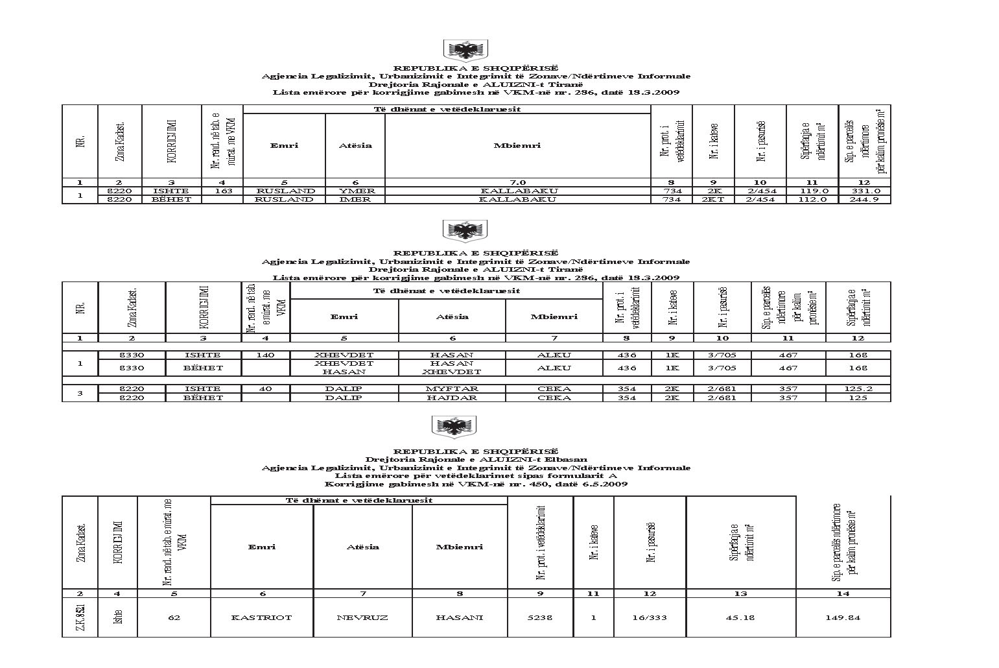 REPUBLIKA E SHQIPËRISË
Agjencia Legalizimit, Urbanizimit e Integrimit të Zonave/Ndërtimeve Informale
Drejtoria Rajonale e ALUIZNI-t Tiranë
Lista emërore për korrigjime gabimesh në VKM-në nr. 286, datë 18.3.2009
NR. Zona Kadast. KORRIGJIMI Nr. rend. në tab. e mirat. me VKM Të dhënat e vetëdeklaruesit Nr. prot. i vetëdeklarimit Nr. i kateve Nr. i pasurisë Sipërfaqja e ndërtimit m² Sip. e parcelës ndërtimore për kalim pronësie m²
Emri Atësia Mbiemri
1 2 3 4 5 6 7.0 8 9 10 11 12
1 8220 ISHTE 163 RUSLAND YMER KALLABAKU 734 2K 2/454 119.0 331.0
8220 BËHET RUSLAND IMER KALLABAKU 734 2KT 2/454 112.0 244.9
REPUBLIKA E SHQIPËRISË
Agjencia Legalizimit, Urbanizimit e Integrimit të Zonave/Ndërtimeve Informale
Drejtoria Rajonale e ALUIZNI-t Tiranë
Lista emërore për korrigjime gabimesh në VKM-në nr. 286, datë 18.3.2009
NR. Zona Kadast. KORRIGJIMI Nr. rend. në tab. e mirat. me VKM Të dhënat e vetëdeklaruesit Nr. prot. i vetëdeklarimit Nr. i kateve Nr. i pasurisë Sip. e parcelës ndërtimore për kalim pronësie m² Sipërfaqja e ndërtimit m²
Emri Atësia Mbiemri
1 2 3 4 5 6 7 8 9 10 11 12
1 8330 ISHTE 140 XHEVDET HASAN ALKU 436 1K 3/705 467 168
8330 BËHET XHEVDET HASAN HASAN XHEVDET ALKU 436 1K 3/705 467 168
3 8220 ISHTE 40 DALIP MYFTAR CEKA 354 2K 2/681 357 125.2
8220 BËHET DALIP HAJDAR CEKA 354 2K 2/681 357 125
REPUBLIKA E SHQIPËRISË
Drejtoria Rajonale e ALUIZNI-t Elbasan
Agjencia Legalizimit, Urbanizimit e Integrimit të Zonave/Ndërtimeve Informale
Lista emërore për vetëdeklarimet sipas formularit A
Korrigjime gabimesh në VKM-në nr. 450, datë 6.5.2009
Zona Kadast. KORRIGJIMI Nr. rend. në tab. e mirat. me VKM Të dhënat e vetëdeklaruesit Nr. prot. i vetëdeklarimit Nr. i kateve Nr. i pasurisë Sipërfaqja e ndërtimit m² Sip. e parcelës ndërtimore për kalim pronësie m²
Emri Atësia Mbiemri
2 4 5 6 7 8 9 11 12 13 14
Z.K.8521 Ishte 62 KASTRIOT NEVRUZ HASANI 5238 1 16/333 45.18 149.84